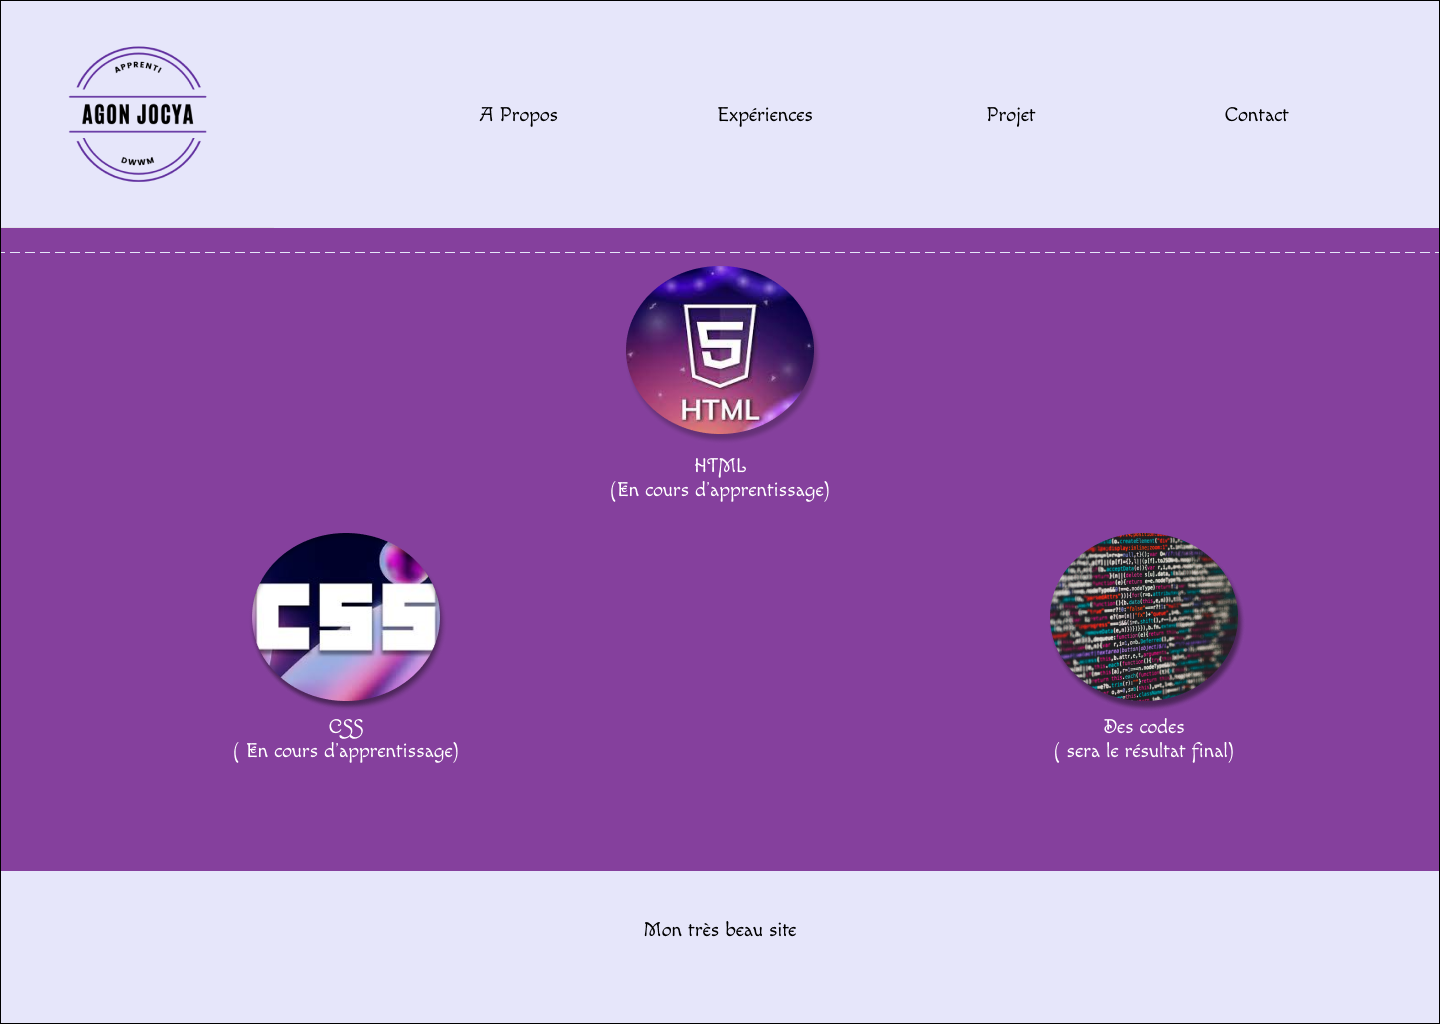 APPRENTI
AGON JOCYA
DWWM
A Propos
Expériences
Projet
Contact
5
HTML
HTML
(En cours d'apprentissage)
CSS
CSS
( En cours d'apprentissage)
Des codes
( sera le résultat final)
Mon très beau site